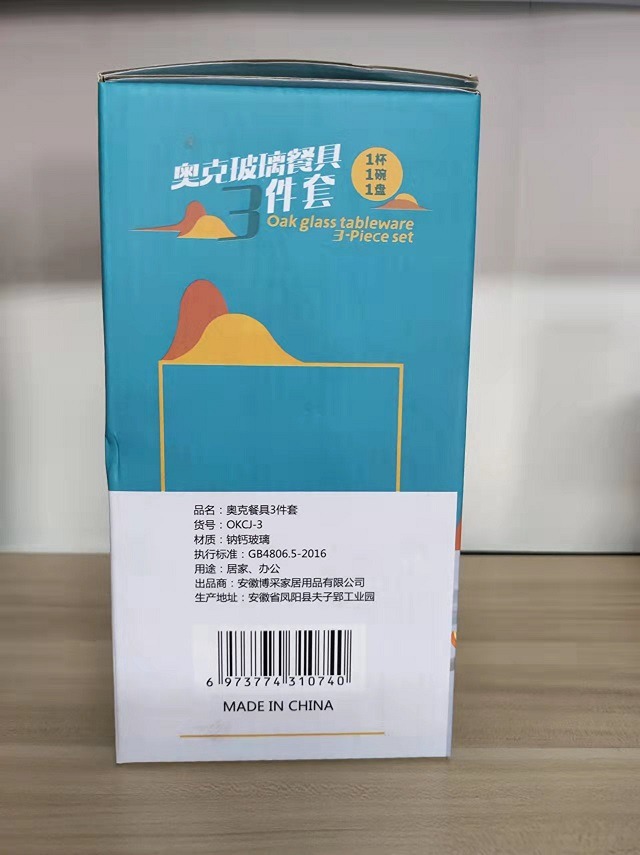 奥克玻璃餐具
3件套
1杯
1碗
1盘
Oak glass tableware
3-Piece set
品名：奥克餐具3件套
货号：OKCJ-3
材质：钠钙玻璃
执行标准：GB4806.5-2016
用途：居家、办公
出品商：安徽博采家居用品有限公司
生产地址：安徽省凤阳县夫子郢工业园
6 973774 310740
MADE IN CHINA